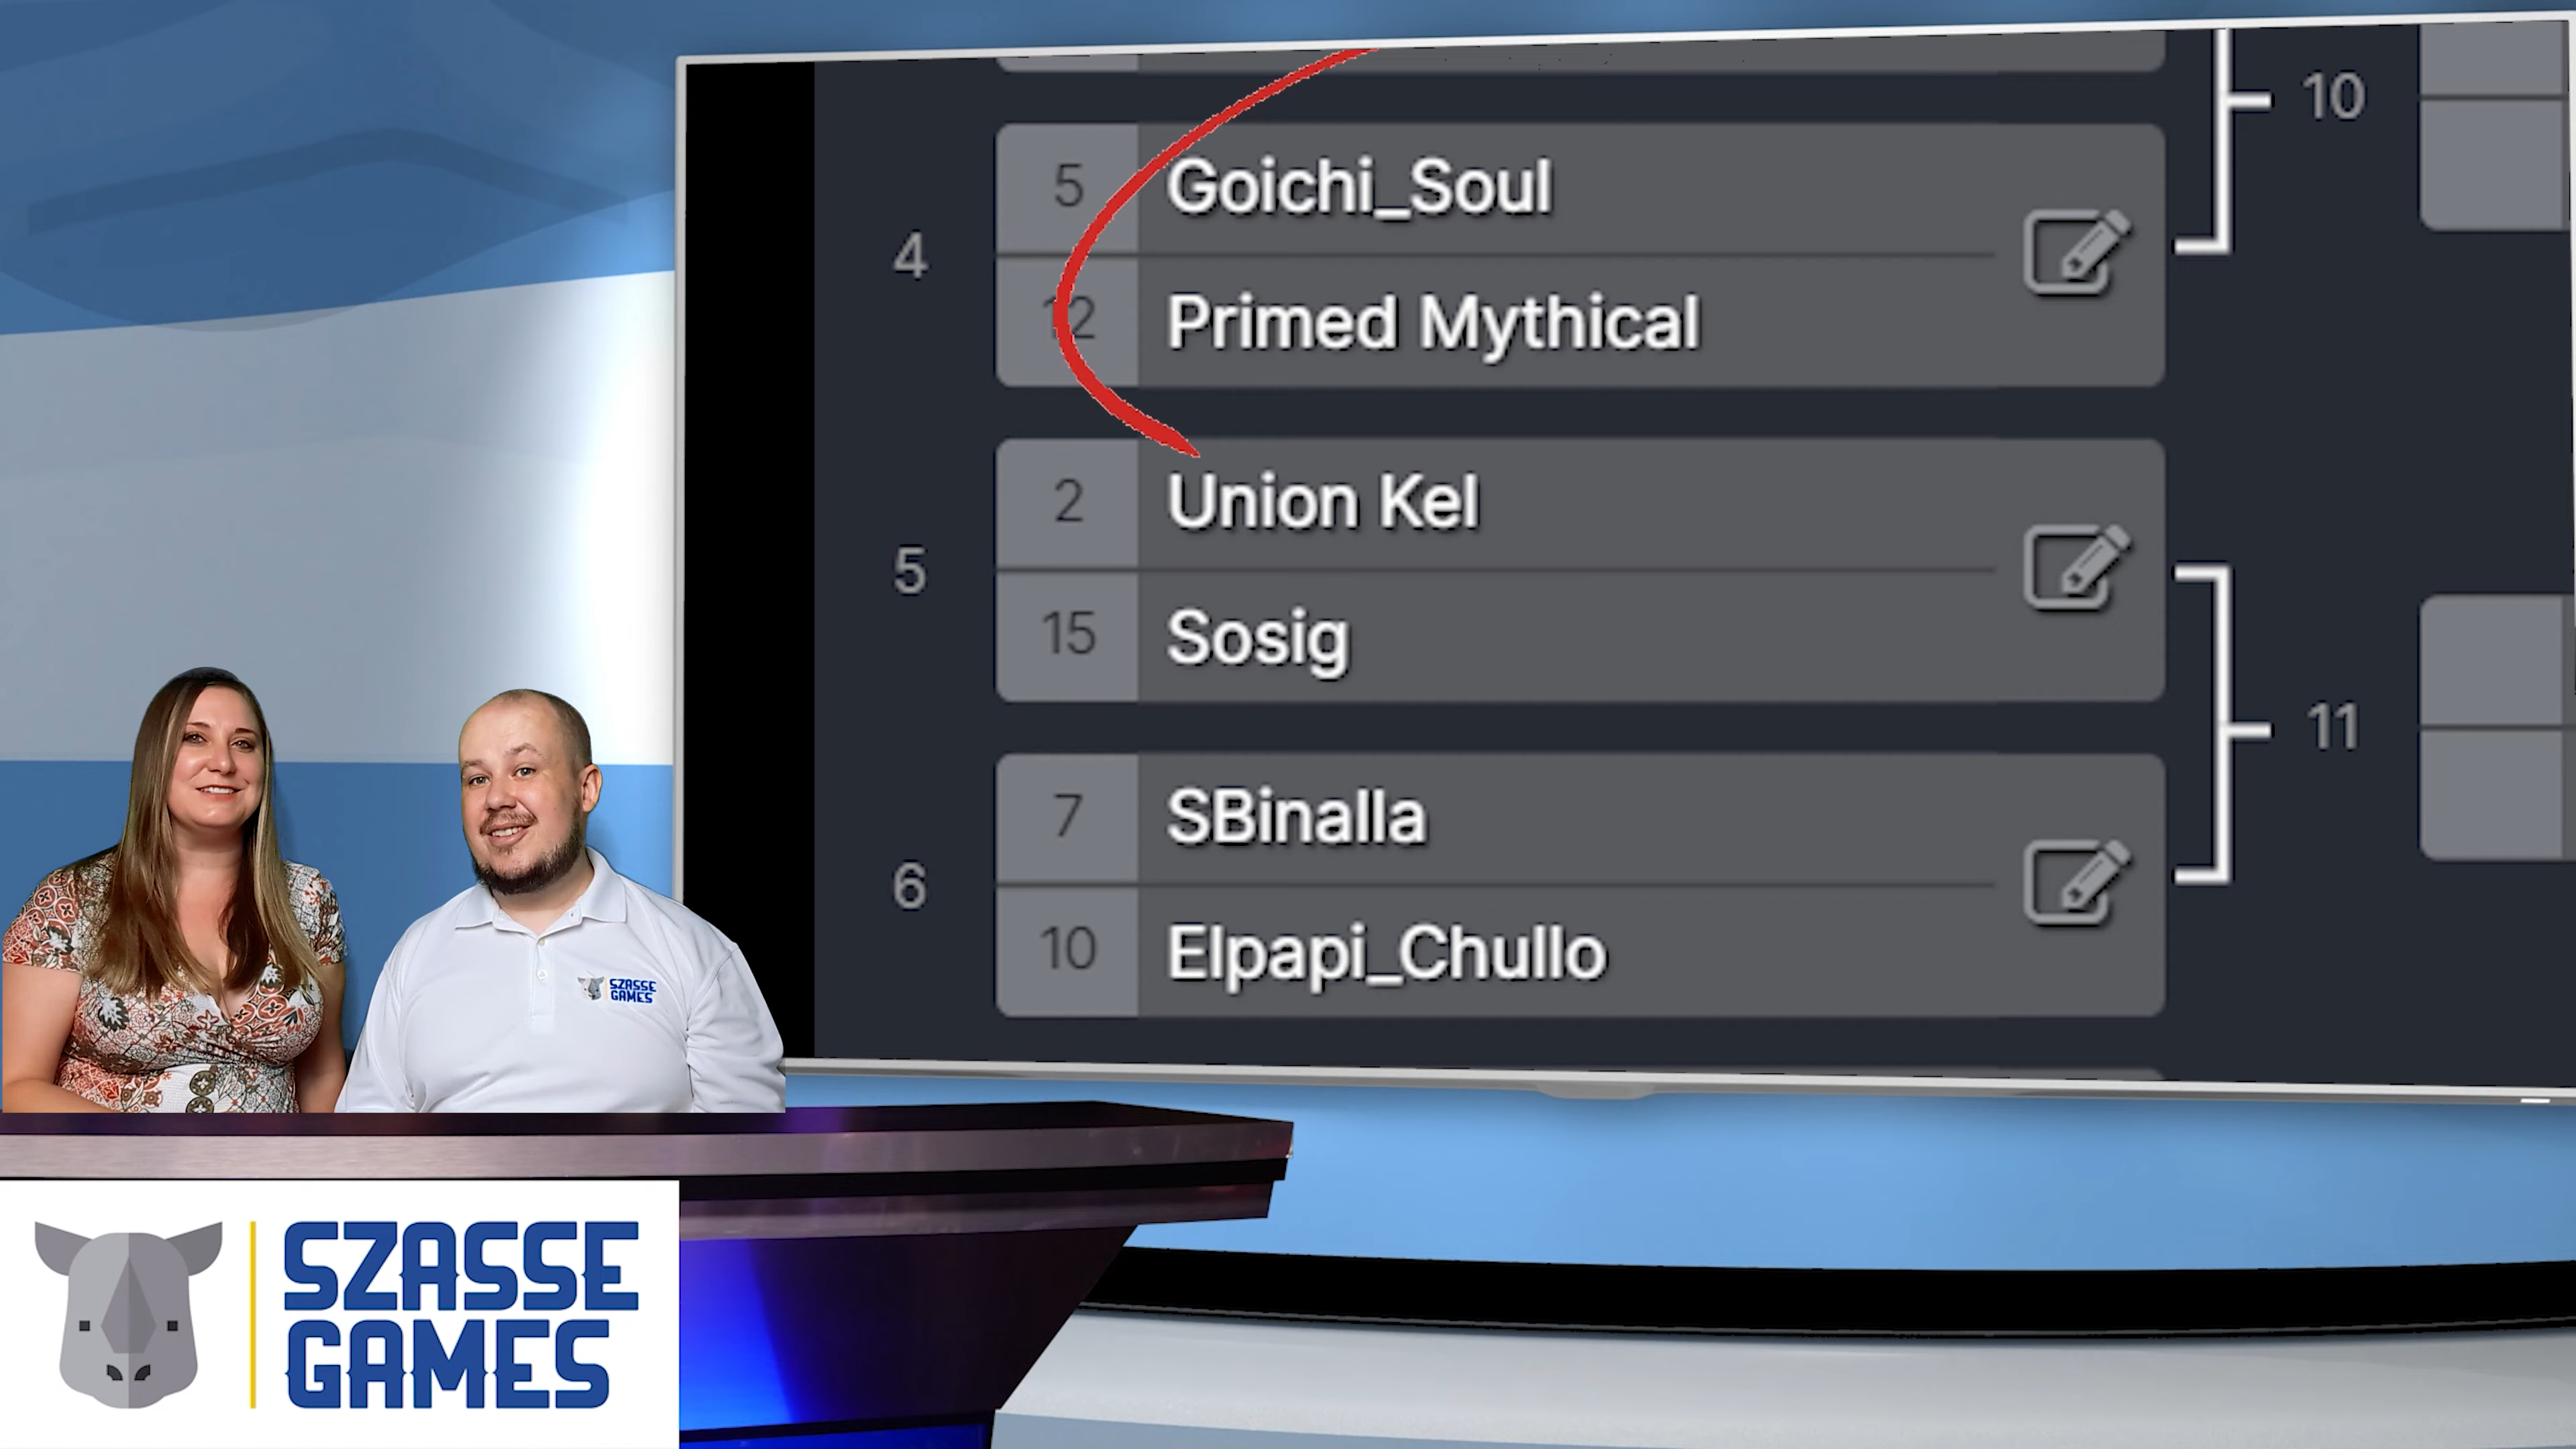 10
5 Goichi_Soul
4
12 Primed Mythical
2 Union Kel
5
15 Sosig
11
7 SBinalla
6
10 Elpapi_Chullo
SZASSE
GAMES
SZASSE
GAMES